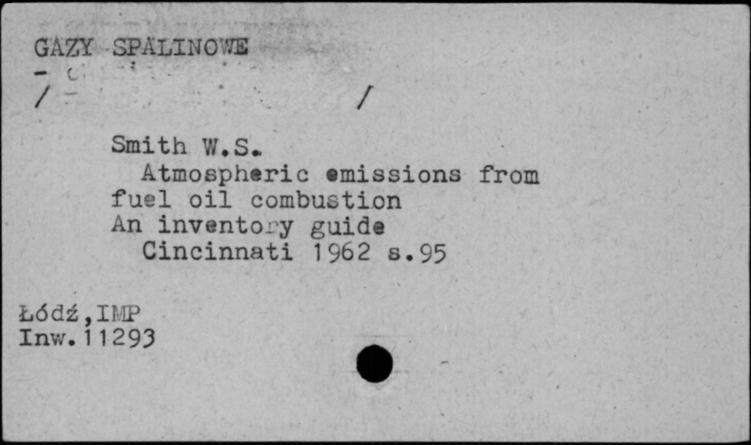 GAZY SPALINOWE
-
/ /
Smith W.S.
Atmospheric emissions from
fuel oil combustion
An inventory guide
Cincinnati 1962 s.95
Łódź,IMP
Inw.11293